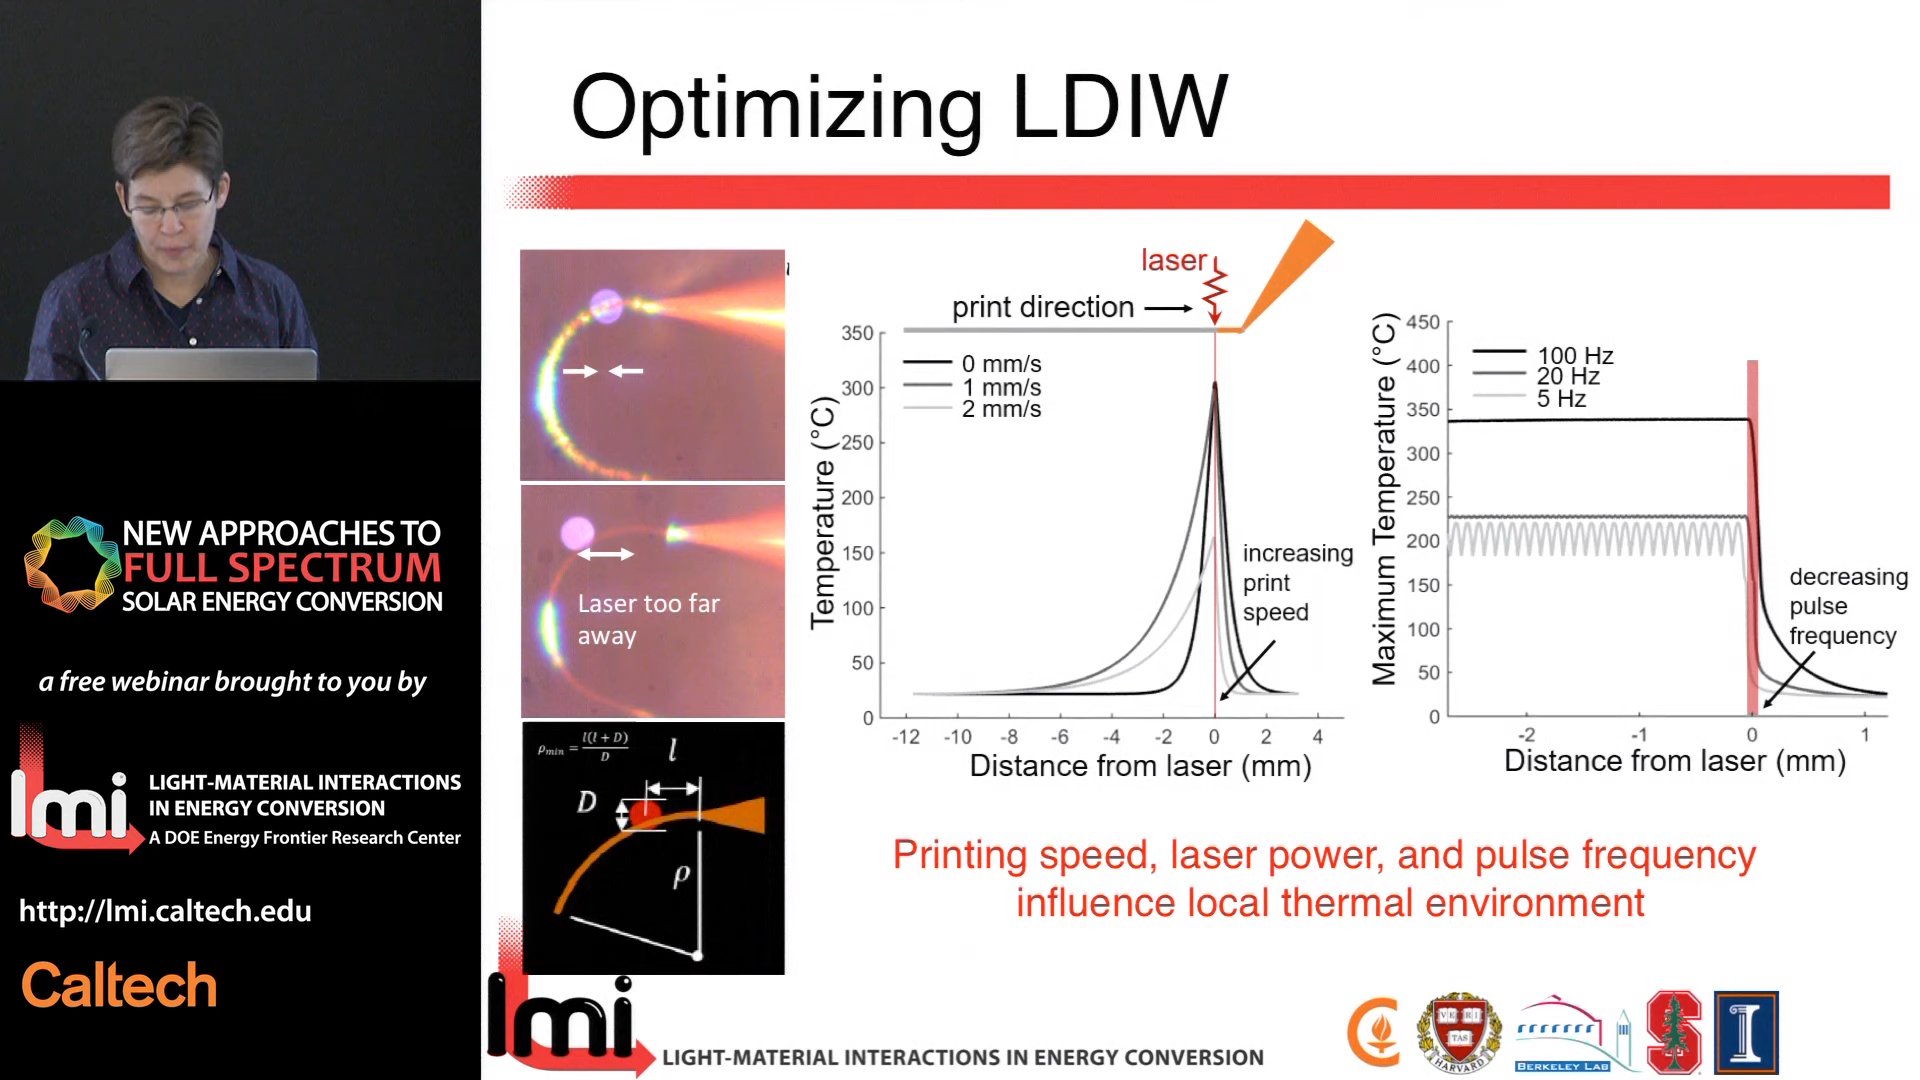 Optimizing LDIW
NEW APPROACHES TO
FULL SPECTRUM
SOLAR ENERGY CONVERSION
a free webinar brought to you by
lmi
LIGHT-MATERIAL INTERACTIONS
IN ENERGY CONVERSION
A DOE Energy Frontier Research Center
http://lmi.caltech.edu
Caltech
Laser too far
away
ρmin = l(l + D)
D
l
D
ρ
laser
print direction
350
300
250
200
150
100
50
0
Temperature (°C)
0 mm/s
1 mm/s
2 mm/s
increasing
print
speed
-12 -10 -8 -6 -4 -2 0 2 4
Distance from laser (mm)
450
400
350
300
250
200
150
100
50
0
Maximum Temperature (°C)
100 Hz
20 Hz
5 Hz
decreasing
pulse
frequency
-2 -1 0 1
Distance from laser (mm)
Printing speed, laser power, and pulse frequency
influence local thermal environment
lmi
LIGHT-MATERIAL INTERACTIONS IN ENERGY CONVERSION
C
VE RI
TAS
HARVARD
BERKELEY LAB
S
I